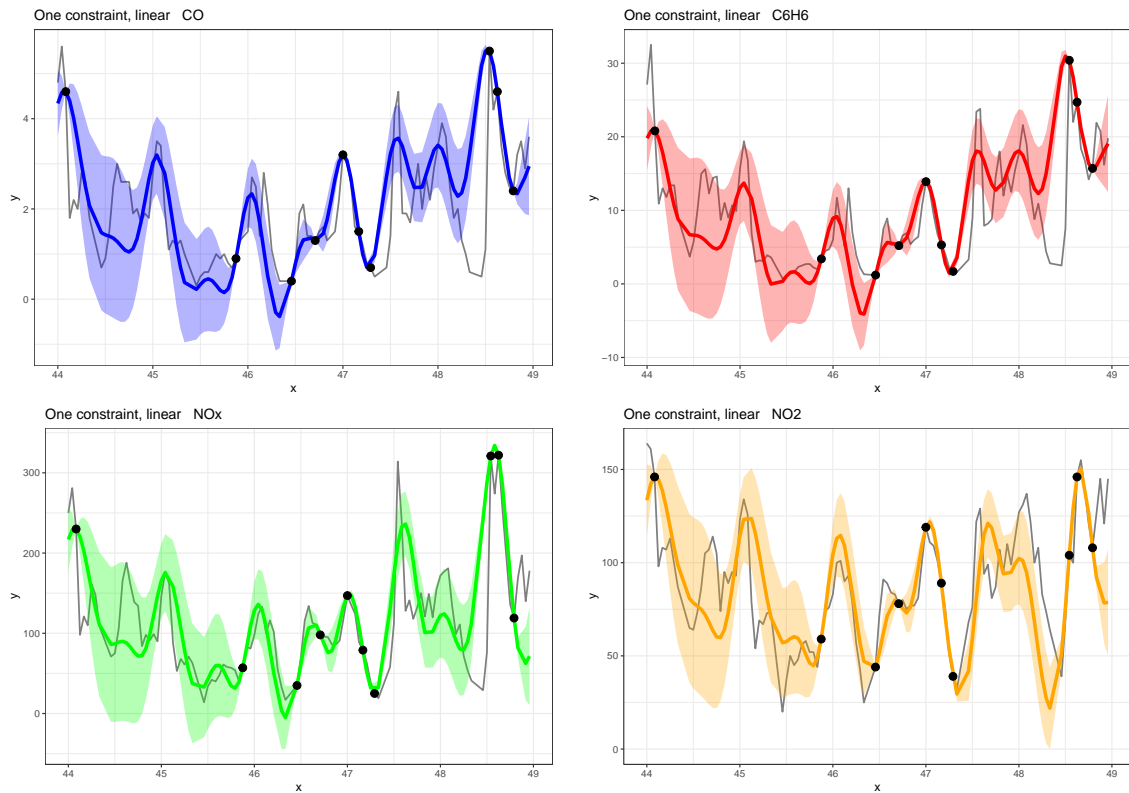 One constraint, linear CO
y
4
2
0
44 45 46 47 48 49
x
One constraint, linear C6H6
y
30
20
10
0
−10
44 45 46 47 48 49
x
One constraint, linear NOx
y
300
200
100
0
44 45 46 47 48 49
x
One constraint, linear NO2
y
150
100
50
0
44 45 46 47 48 49
x